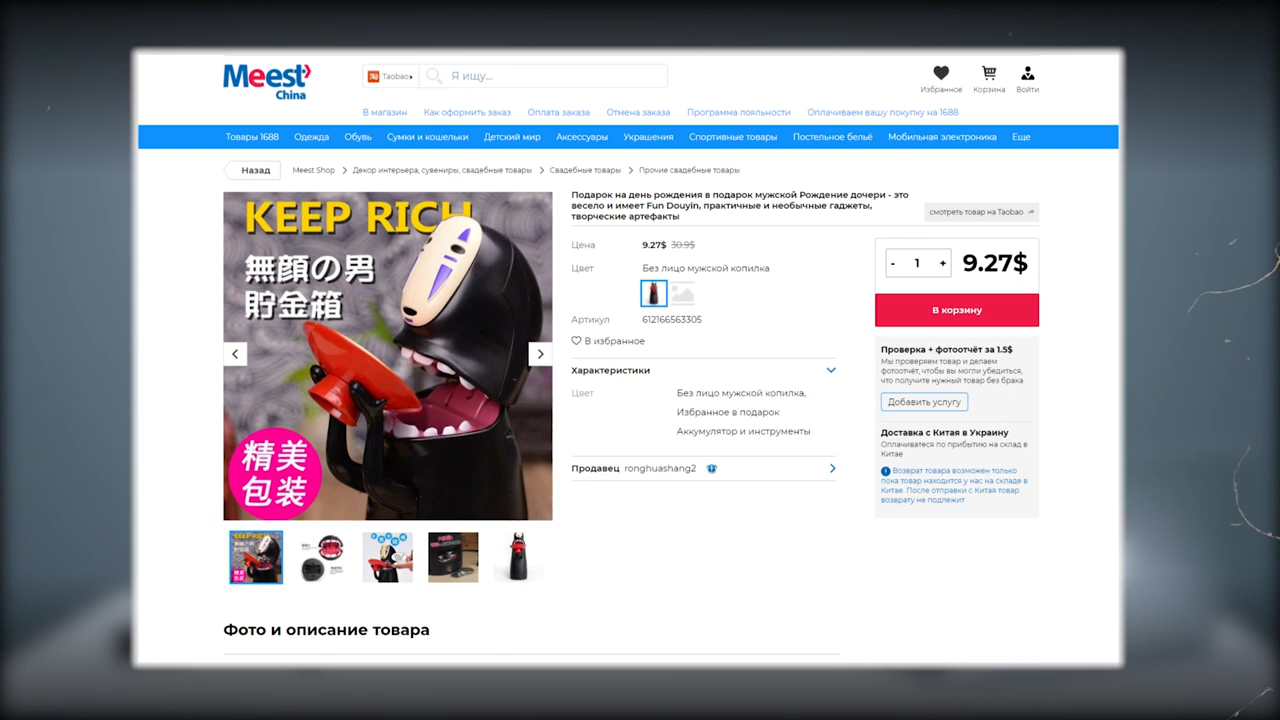 Meest
China
Taobao
Я ищу...
Избранное
Корзина
Войти
В магазин
Как оформить заказ
Оплата заказа
Отмена заказа
Программа лояльности
Оплачиваем вашу покупку на 1688
Товары 1688
Одежда
Обувь
Сумки и кошельки
Детский мир
Аксессуары
Украшения
Спортивные товары
Постельное бельё
Мобильная электроника
Еще
Назад
Meest Shop
Декор интерьера, сувениры, свадебные товары
Свадебные товары
Прочие свадебные товары
KEEP RICH
無顔の男
貯金箱
精美
包装
Подарок на день рождения в подарок мужской Рождение дочери - это
весело и имеет Fun Douyin, практичные и необычные гаджеты,
творческие артефакты
смотреть товар на Taobao
Цена
9.27$ 30.9$
Цвет
Без лицо мужской копилка
Артикул
612166563305
В избранное
Характеристики
Цвет
Без лицо мужской копилка,
Избранное в подарок
Аккумулятор и инструменты
Продавец ronghuashang2
- 1 +
9.27$
В корзину
Проверка + фотоотчёт за 1.5$
Мы проверяем товар и делаем
фотоотчёт, чтобы вы могли убедиться,
что получите нужный товар без брака
Добавить услугу
Доставка с Китая в Украину
Оплачиватеся по прибытию на склад в
Китае
Возврат товара возможен только
пока товар находится у нас на складе в
Китае. После отправки с Китая товар
возврату не подлежит
Фото и описание товара